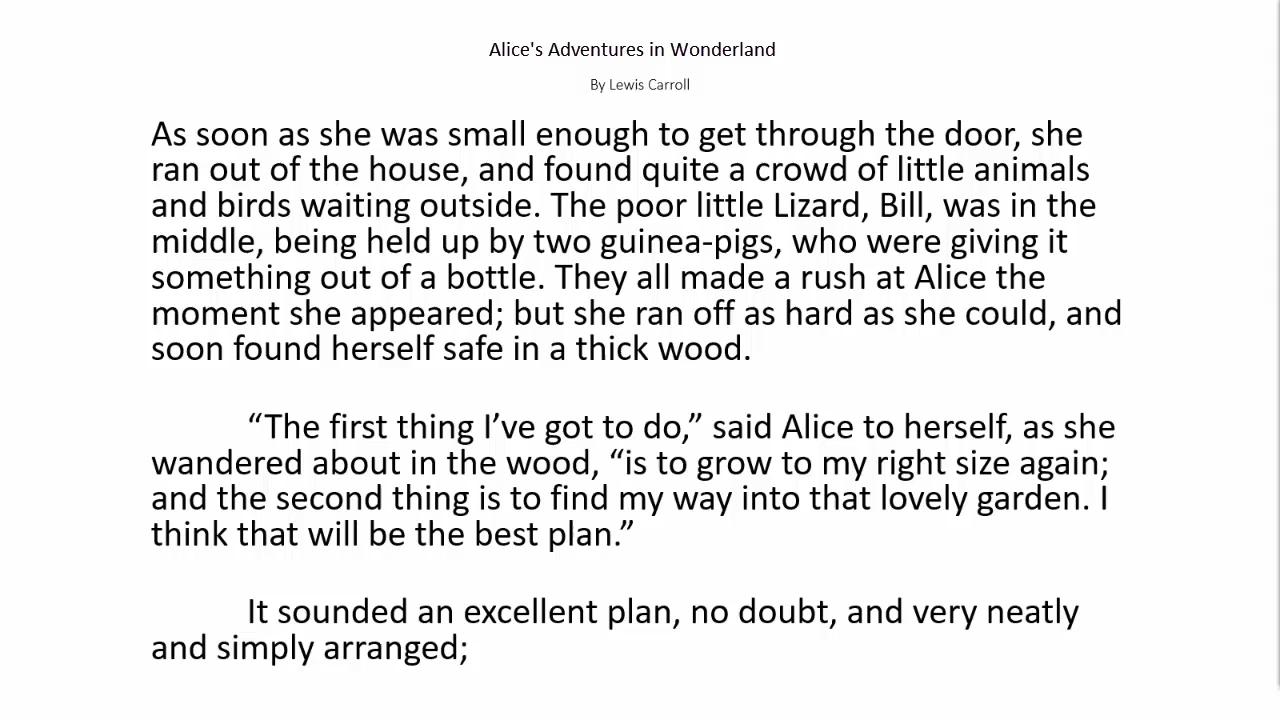 Alice's Adventures in Wonderland
By Lewis Carroll
As soon as she was small enough to get through the door, she
ran out of the house, and found quite a crowd of little animals
and birds waiting outside. The poor little Lizard, Bill, was in the
middle, being held up by two guinea-pigs, who were giving it
something out of a bottle. They all made a rush at Alice the
moment she appeared; but she ran off as hard as she could, and
soon found herself safe in a thick wood.
“The first thing I’ve got to do,” said Alice to herself, as she
wandered about in the wood, “is to grow to my right size again;
and the second thing is to find my way into that lovely garden. I
think that will be the best plan.”
It sounded an excellent plan, no doubt, and very neatly
and simply arranged;